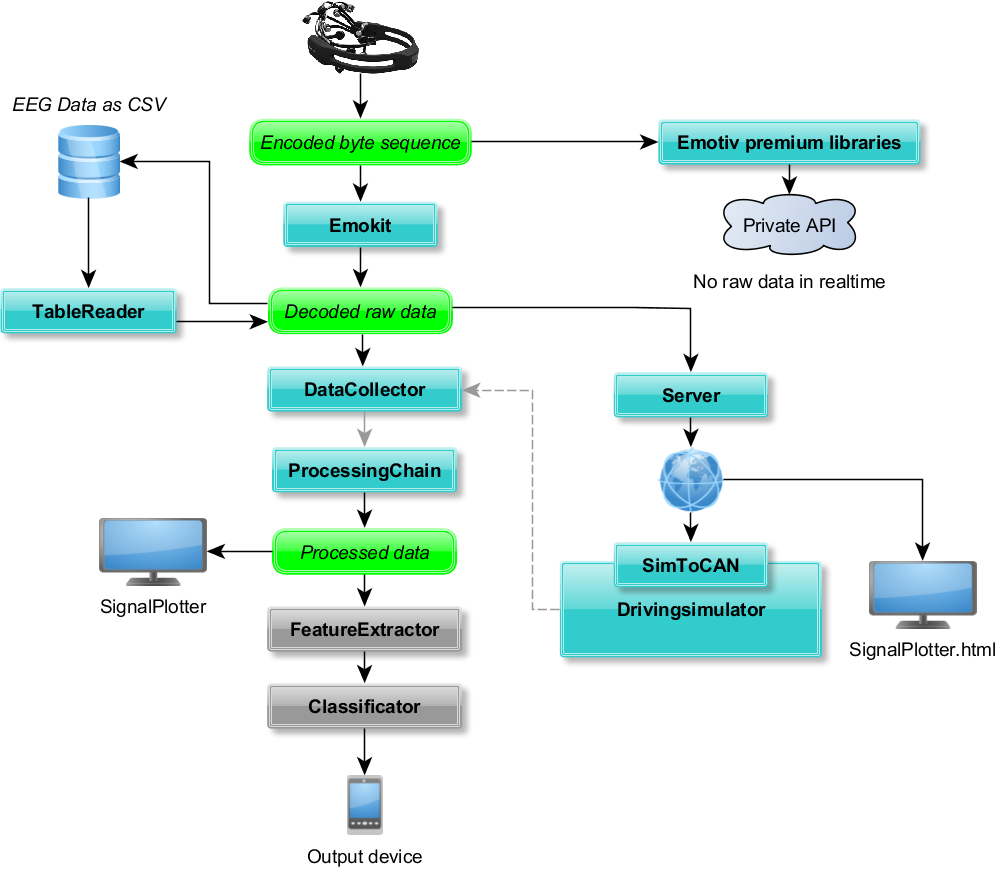 EEG Data as CSV
Encoded byte sequence
Emotiv premium libraries
Emokit
Private API
No raw data in realtime
TableReader
Decoded raw data
DataCollector
Server
ProcessingChain
Processed data
SimToCAN
Drivingsimulator
SignalPlotter
FeatureExtractor
SignalPlotter.html
Classificator
Output device